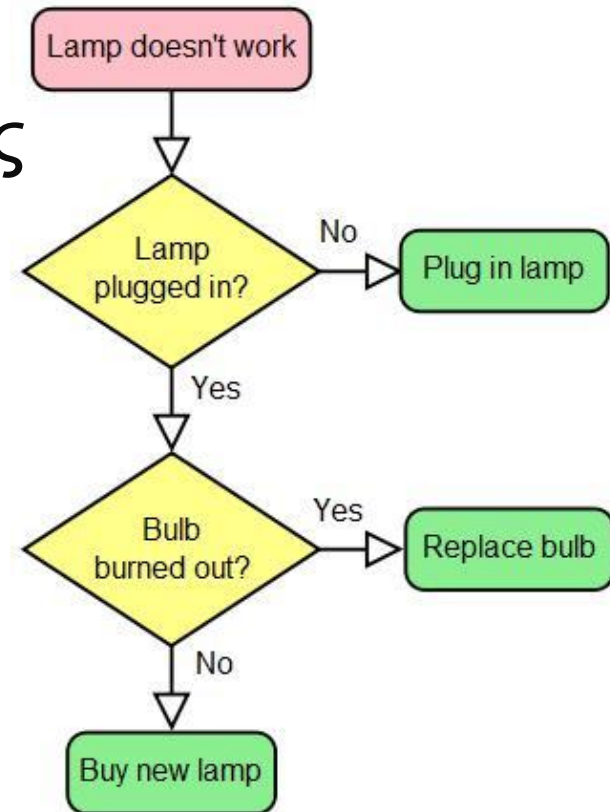 Lamp doesn't work
ς
Lamp
plugged in?
No
Plug in lamp
Yes
Bulb
burned out?
Yes
Replace bulb
No
Buy new lamp